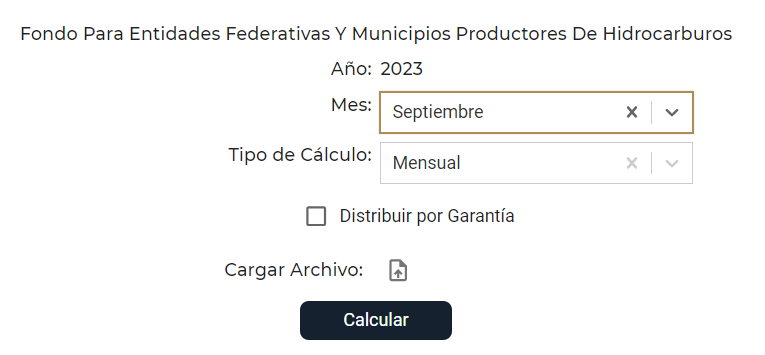 Fondo Para Entidades Federativas Y Municipios Productores De Hidrocarburos
Año: 2023
Mes: Septiembre
Tipo de Cálculo: Mensual
Distribuir por Garantía
Cargar Archivo:
Calcular